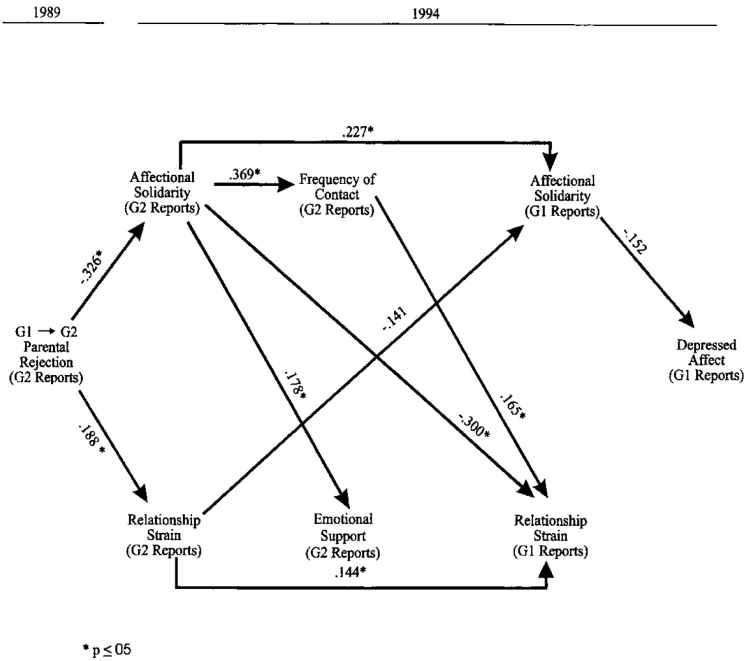 1989
1994
.227*
Affectional
Solidarity
(G2 Reports)
.369*
Frequency of
Contact
(G2 Reports)
Affectional
Solidarity
(G1 Reports)
-.152
-.326*
G1 → G2
Parental
Rejection
(G2 Reports)
-.141
Depressed
Affect
(G1 Reports)
.178*
.165*
-.300*
.188*
Relationship
Strain
(G2 Reports)
Emotional
Support
(G2 Reports)
Relationship
Strain
(G1 Reports)
.144*
* p ≤ 05